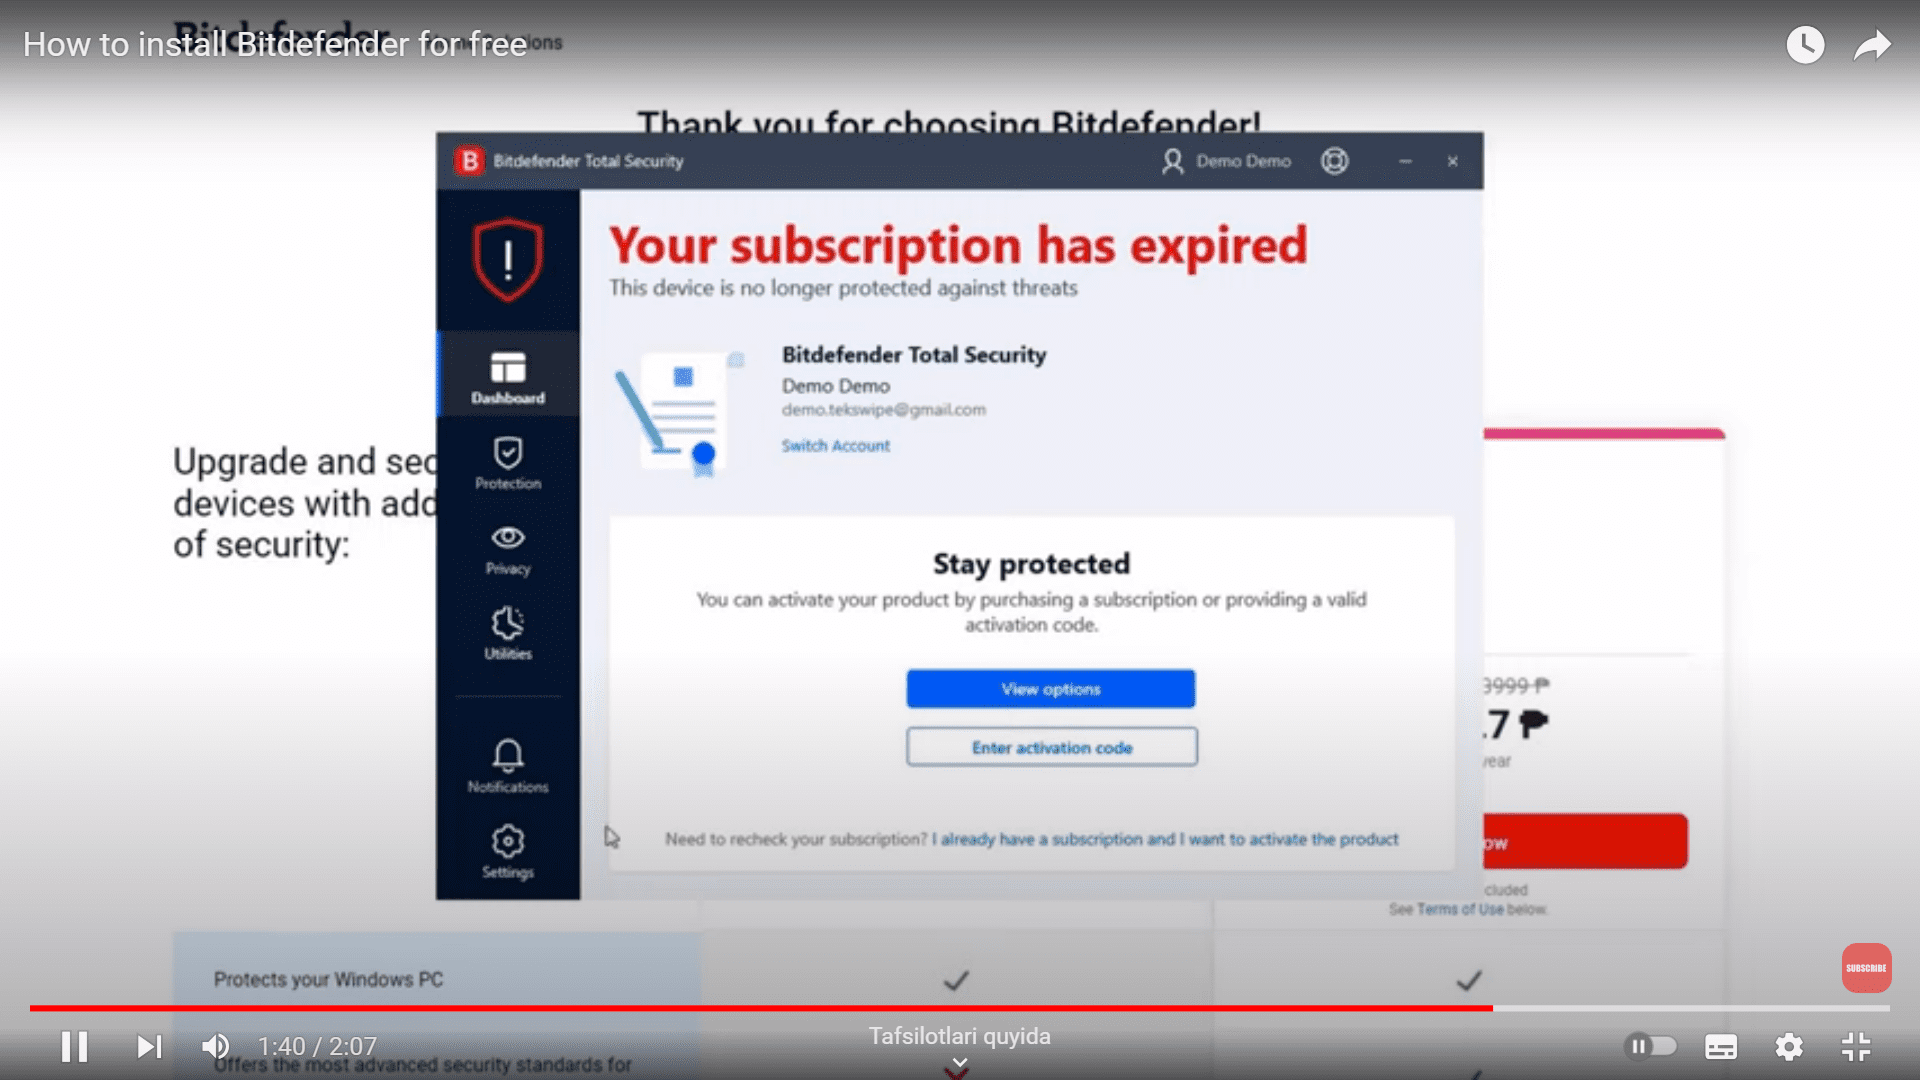 How to install Bitdefender for free
Thank you for choosing Bitdefender!
B Bitdefender Total Security
Demo Demo
Your subscription has expired
This device is no longer protected against threats
Bitdefender Total Security
Demo Demo
demo.tekswipe@gmail.com
Switch Account
Dashboard
Protection
Privacy
Utilities
Notifications
Settings
Upgrade and sec
devices with add
of security:
Stay protected
You can activate your product by purchasing a subscription or providing a valid
activation code.
View options
Enter activation code
Need to recheck your subscription? I already have a subscription and I want to activate the product
3999 ₱
.7 ₱
year
ow
cluded
See Terms of Use below.
Protects your Windows PC
SUBSCRIBE
1:40 / 2:07
Tafsilotlari quyida
Offers the most advanced security standards for